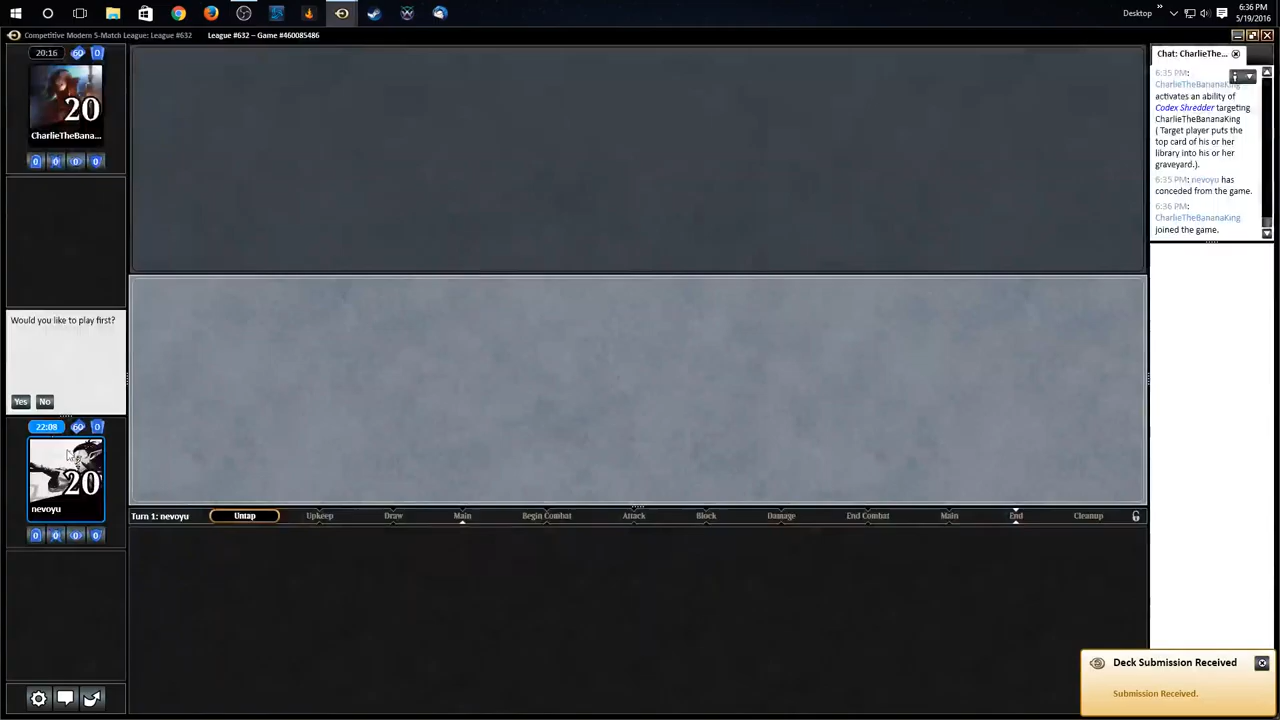 Desktop
6:36 PM
5/19/2016
Competitive Modern 5-Match League: League #632
League #632 – Game #460085486
20:16
60
0
20
CharlieTheBana...
0 0 0 0
Would you like to play first?
Yes No
22:08
60
0
20
nevoyu
0 0 0 0
Turn 1: nevoyu
Untap
Upkeep
Draw
Main
Begin Combat
Attack
Block
Damage
End Combat
Main
End
Cleanup
Chat: CharlieThe...
6:35 PM:
CharlieTheBananaKing
activates an ability of
Codex Shredder targeting
CharlieTheBananaKing
( Target player puts the
top card of his or her
library into his or her
graveyard.).
6:35 PM: nevoyu has
conceded from the game.
6:36 PM:
CharlieTheBananaKing
joined the game.
Deck Submission Received
Submission Received.